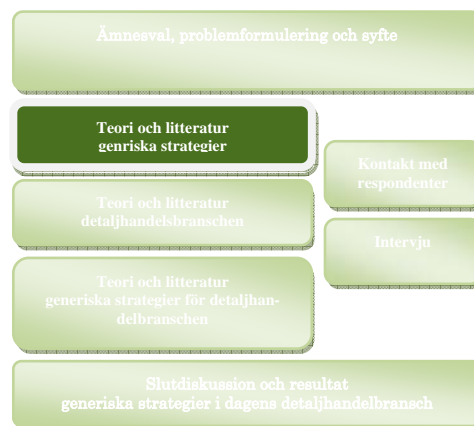 Ämnesval, problemformulering och syfte
Teori och litteratur
genriska strategier
Kontakt med
respondenter
Teori och litteratur
detaljhandelsbranschen
Intervju
Teori och litteratur
generiska strategier för detaljhan-
delbranschen
Slutdiskussion och resultat
generiska strategier i dagens detaljhandelbransch